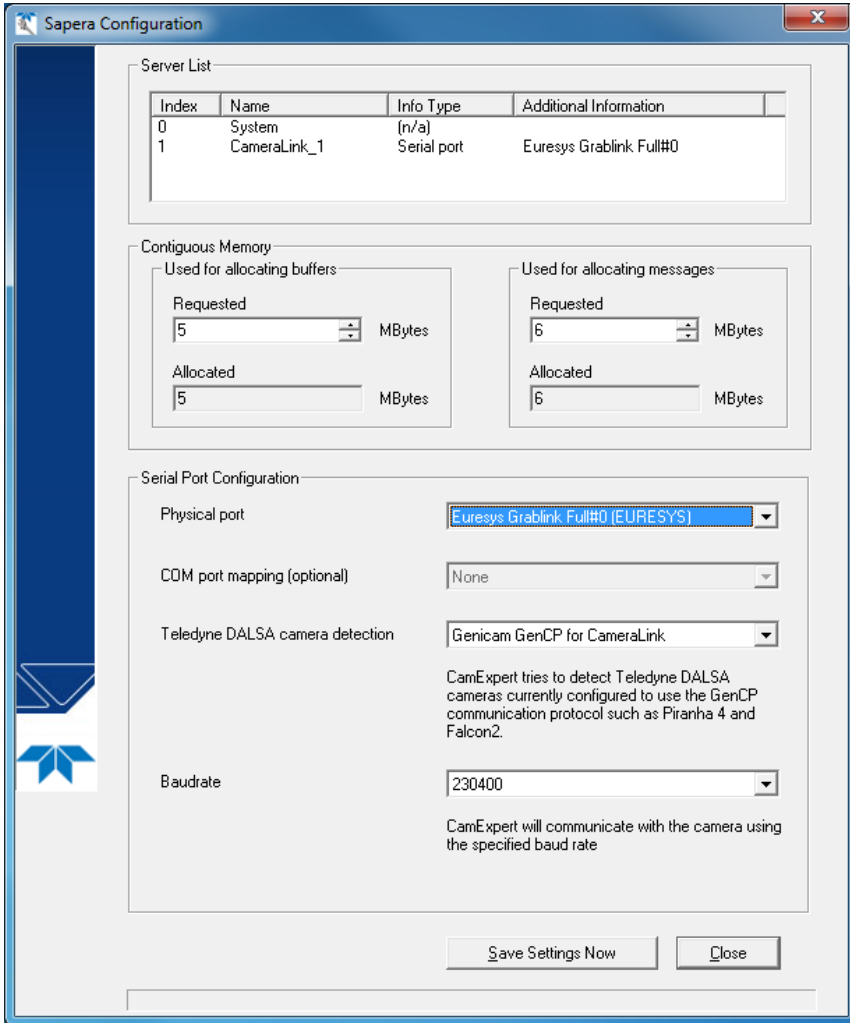 Sapera Configuration
Server List
Index Name Info Type Additional Information
0 System (n/a)
1 CameraLink_1 Serial port Euresys Grablink Full#0
Contiguous Memory
Used for allocating buffers
Requested
5 MBytes
Allocated
5 MBytes
Used for allocating messages
Requested
6 MBytes
Allocated
6 MBytes
Serial Port Configuration
Physical port Euresys Grablink Full#0 (EURESYS)
COM port mapping (optional) None
Teledyne DALSA camera detection Genicam GenCP for CameraLink
CamExpert tries to detect Teledyne DALSA
cameras currently configured to use the GenCP
communication protocol such as Piranha 4 and
Falcon2.
Baudrate 230400
CamExpert will communicate with the camera using
the specified baud rate
Save Settings Now Close